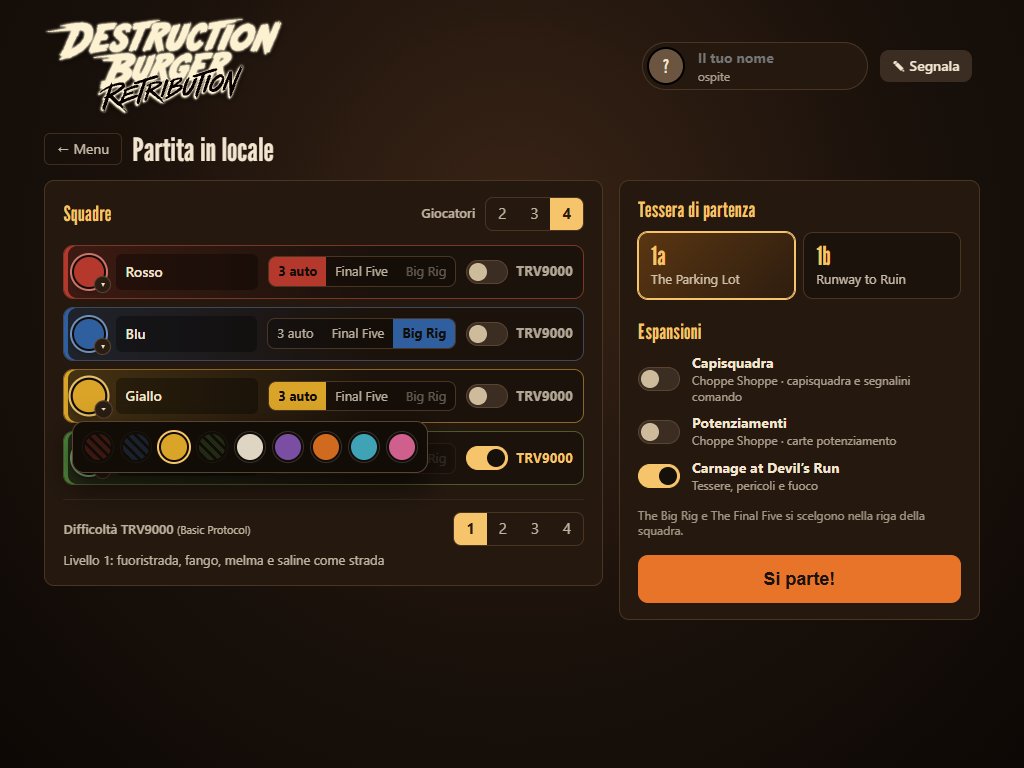 DESTRUCTION
BURGER
RETRIBUTION
?
Il tuo nome
ospite
✎ Segnala
← Menu
Partita in locale
Squadre
Giocatori
2 3 4
Rosso
3 auto Final Five Big Rig
TRV9000
Blu
3 auto Final Five Big Rig
TRV9000
Giallo
3 auto Final Five Big Rig
TRV9000
Rig
TRV9000
Difficoltà TRV9000 (Basic Protocol)
1 2 3 4
Livello 1: fuoristrada, fango, melma e saline come strada
Tessera di partenza
1a
The Parking Lot
1b
Runway to Ruin
Espansioni
Capisquadra
Choppe Shoppe · capisquadra e segnalini
comando
Potenziamenti
Choppe Shoppe · carte potenziamento
Carnage at Devil’s Run
Tessere, pericoli e fuoco
The Big Rig e The Final Five si scelgono nella riga della
squadra.
Si parte!